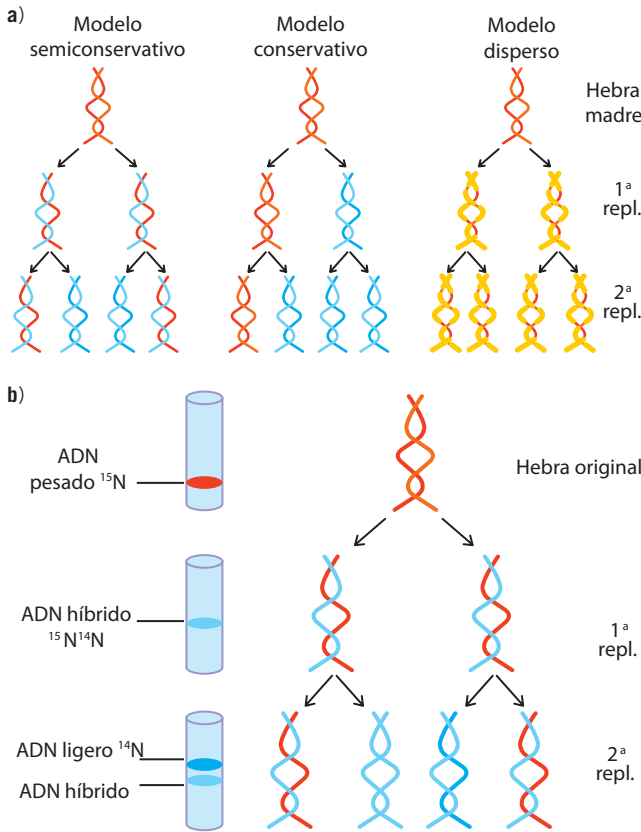 a)
Modelo
semiconservativo
Modelo
conservativo
Modelo
disperso
Hebra
madre
1ª
repl.
2ª
repl.
b)
ADN
pesado ¹⁵N
Hebra original
ADN híbrido
¹⁵N¹⁴N
1ª
repl.
ADN ligero ¹⁴N
ADN híbrido
2ª
repl.